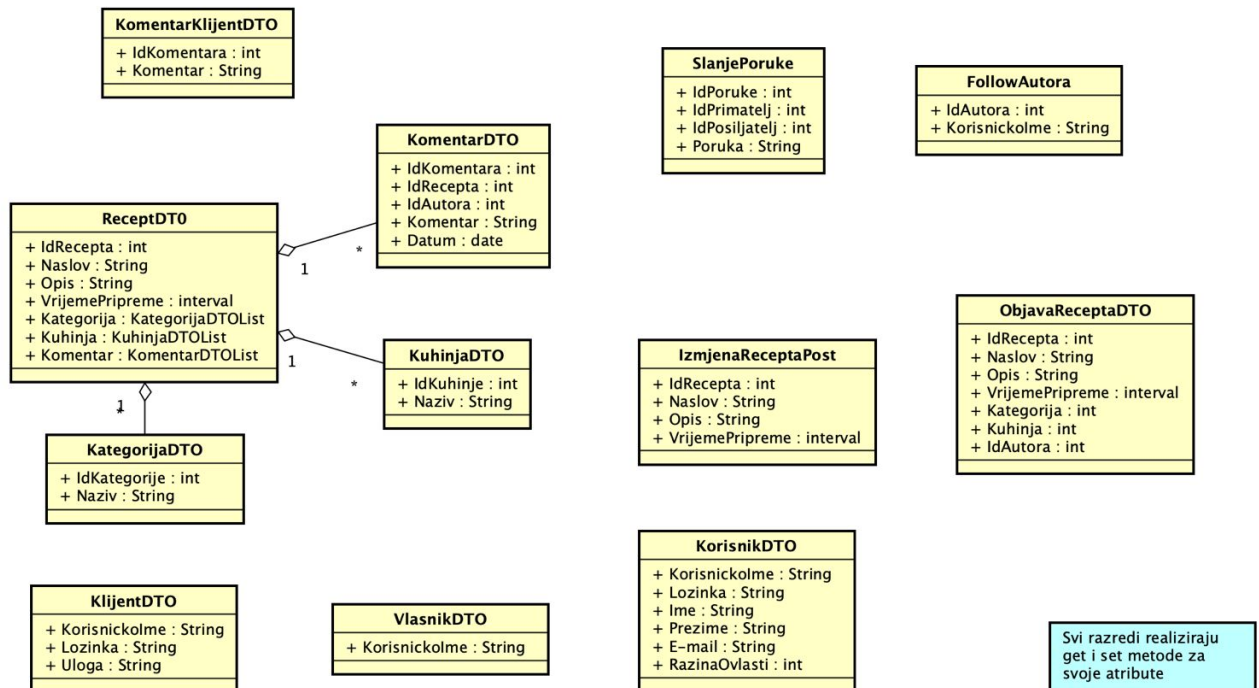 KomentarKlijentDTO
+ IdKomentara : int
+ Komentar : String
SlanjePoruke
+ IdPoruke : int
+ IdPrimatelj : int
+ IdPosiljatelj : int
+ Poruka : String
FollowAutora
+ IdAutora : int
+ KorisnickoIme : String
KomentarDTO
+ IdKomentara : int
+ IdRecepta : int
+ IdAutora : int
+ Komentar : String
+ Datum : date
ReceptDT0
+ IdRecepta : int
+ Naslov : String
+ Opis : String
+ VrijemePripreme : interval
+ Kategorija : KategorijaDTOList
+ Kuhinja : KuhinjaDTOList
+ Komentar : KomentarDTOList
1
*
1
*
1
*
KuhinjaDTO
+ IdKuhinje : int
+ Naziv : String
IzmjenaReceptaPost
+ IdRecepta : int
+ Naslov : String
+ Opis : String
+ VrijemePripreme : interval
ObjavaReceptaDTO
+ IdRecepta : int
+ Naslov : String
+ Opis : String
+ VrijemePripreme : interval
+ Kategorija : int
+ Kuhinja : int
+ IdAutora : int
KategorijaDTO
+ IdKategorije : int
+ Naziv : String
KlijentDTO
+ KorisnickoIme : String
+ Lozinka : String
+ Uloga : String
VlasnikDTO
+ KorisnickoIme : String
KorisnikDTO
+ KorisnickoIme : String
+ Lozinka : String
+ Ime : String
+ Prezime : String
+ E-mail : String
+ RazinaOvlasti : int
Svi razredi realiziraju
get i set metode za
svoje atribute